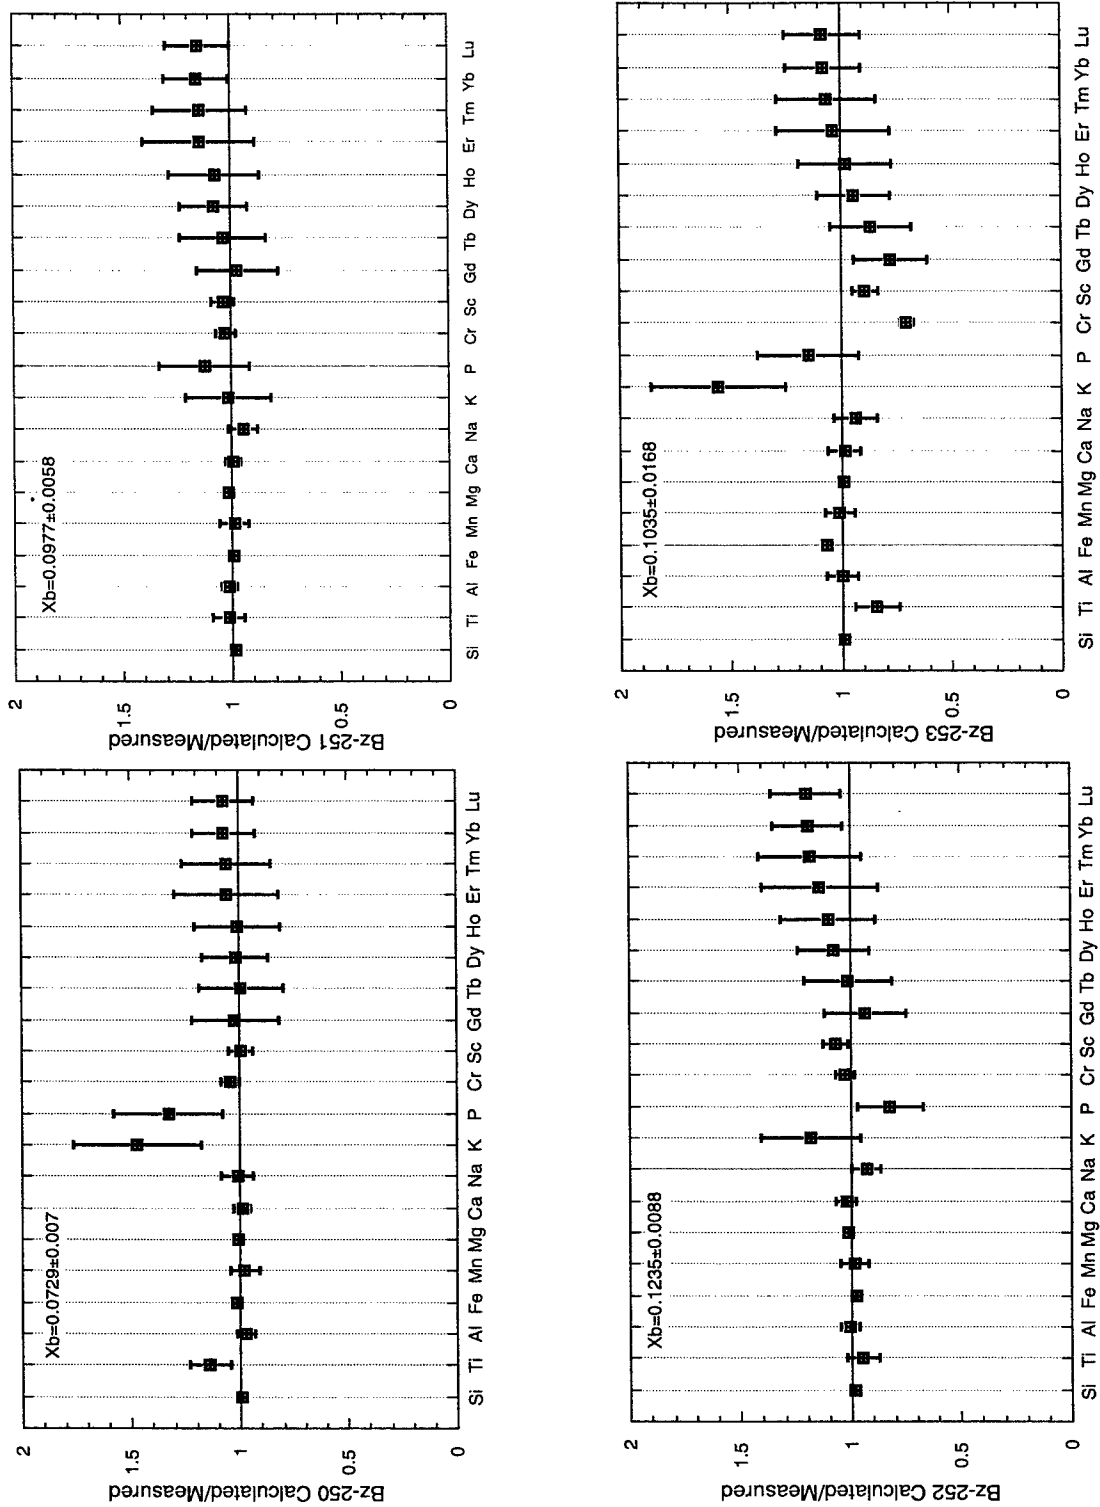 2
1.5
1
0.5
0
Bz-250 Calculated/Measured
Xb=0.0729±0.007
Si Ti Al Fe Mn Mg Ca Na K P Cr Sc Gd Tb Dy Ho Er Tm Yb Lu
2
1.5
1
0.5
0
Bz-251 Calculated/Measured
Xb=0.0977±0.0058
Si Ti Al Fe Mn Mg Ca Na K P Cr Sc Gd Tb Dy Ho Er Tm Yb Lu
2
1.5
1
0.5
0
Bz-252 Calculated/Measured
Xb=0.1235±0.0088
Si Ti Al Fe Mn Mg Ca Na K P Cr Sc Gd Tb Dy Ho Er Tm Yb Lu
2
1.5
1
0.5
0
Bz-253 Calculated/Measured
Xb=0.1035±0.0168
Si Ti Al Fe Mn Mg Ca Na K P Cr Sc Gd Tb Dy Ho Er Tm Yb Lu